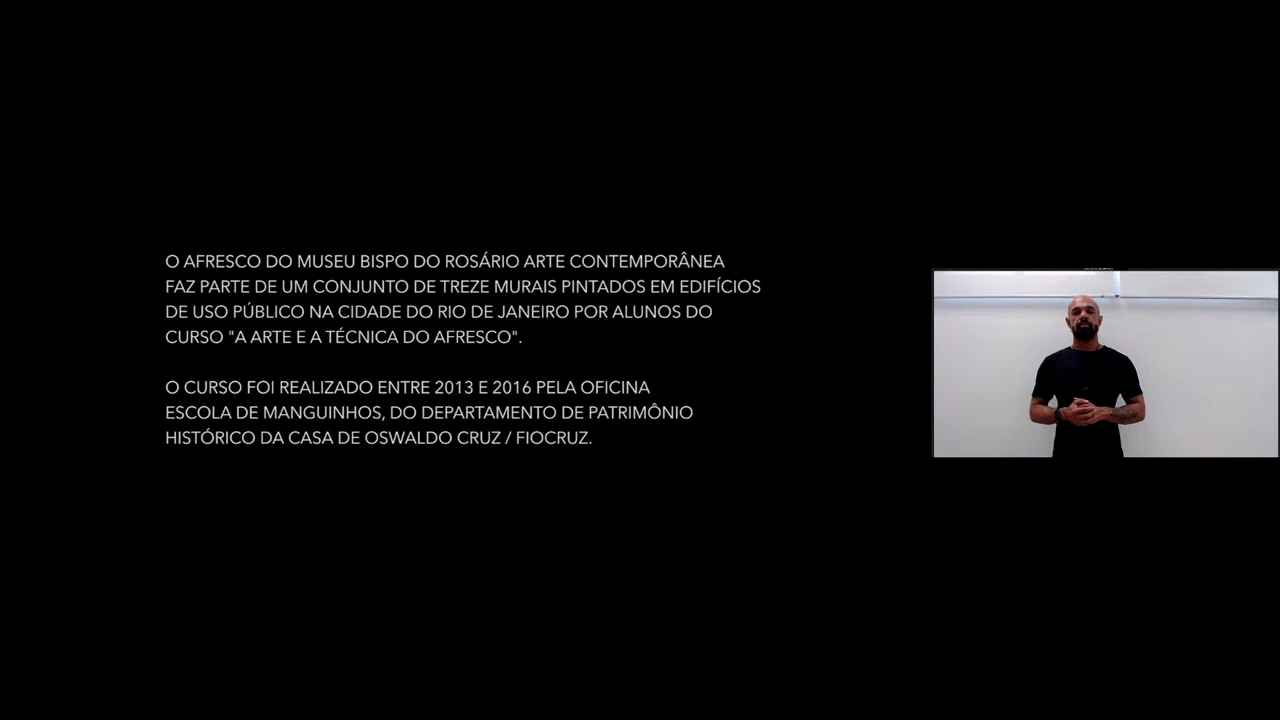 O AFRESCO DO MUSEU BISPO DO ROSÁRIO ARTE CONTEMPORÂNEA
FAZ PARTE DE UM CONJUNTO DE TREZE MURAIS PINTADOS EM EDIFÍCIOS
DE USO PÚBLICO NA CIDADE DO RIO DE JANEIRO POR ALUNOS DO
CURSO "A ARTE E A TÉCNICA DO AFRESCO".
O CURSO FOI REALIZADO ENTRE 2013 E 2016 PELA OFICINA
ESCOLA DE MANGUINHOS, DO DEPARTAMENTO DE PATRIMÔNIO
HISTÓRICO DA CASA DE OSWALDO CRUZ / FIOCRUZ.